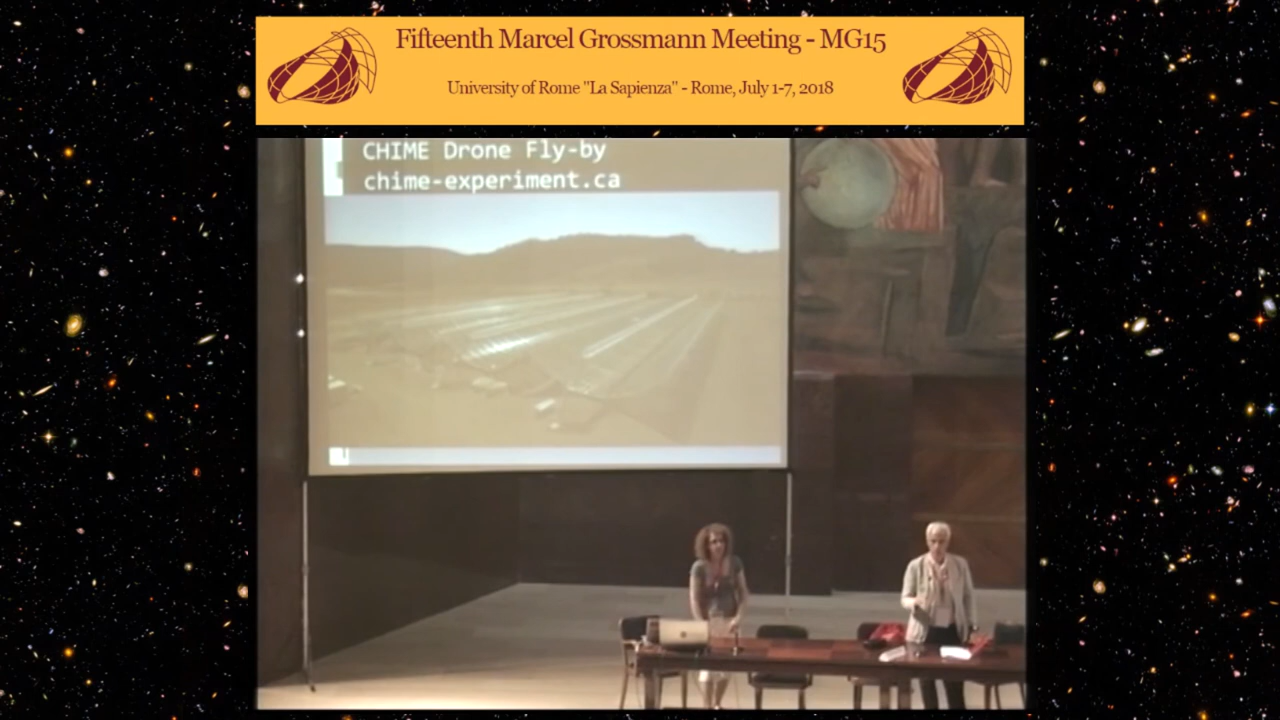 Fifteenth Marcel Grossmann Meeting - MG15
University of Rome "La Sapienza" - Rome, July 1-7, 2018
CHIME Drone Fly-by
chime-experiment.ca